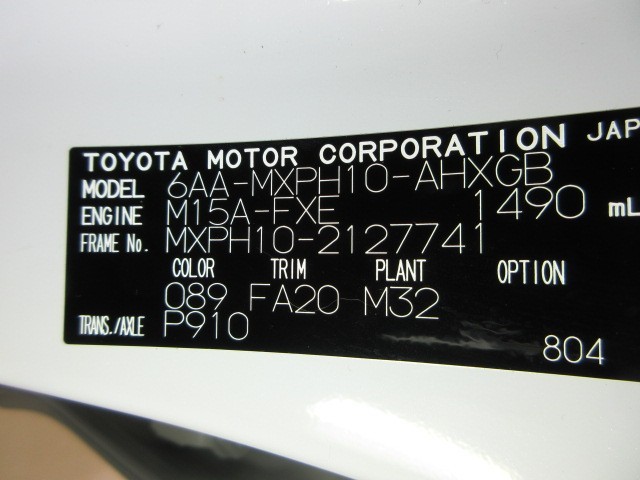 TOYOTA MOTOR CORPORATION JAP
MODEL 6AA-MXPH10-AHXGB
ENGINE M15A-FXE 1490 mL
FRAME No. MXPH10-2127741
COLOR TRIM PLANT OPTION
089 FA20 M32
TRANS./AXLE P910
804